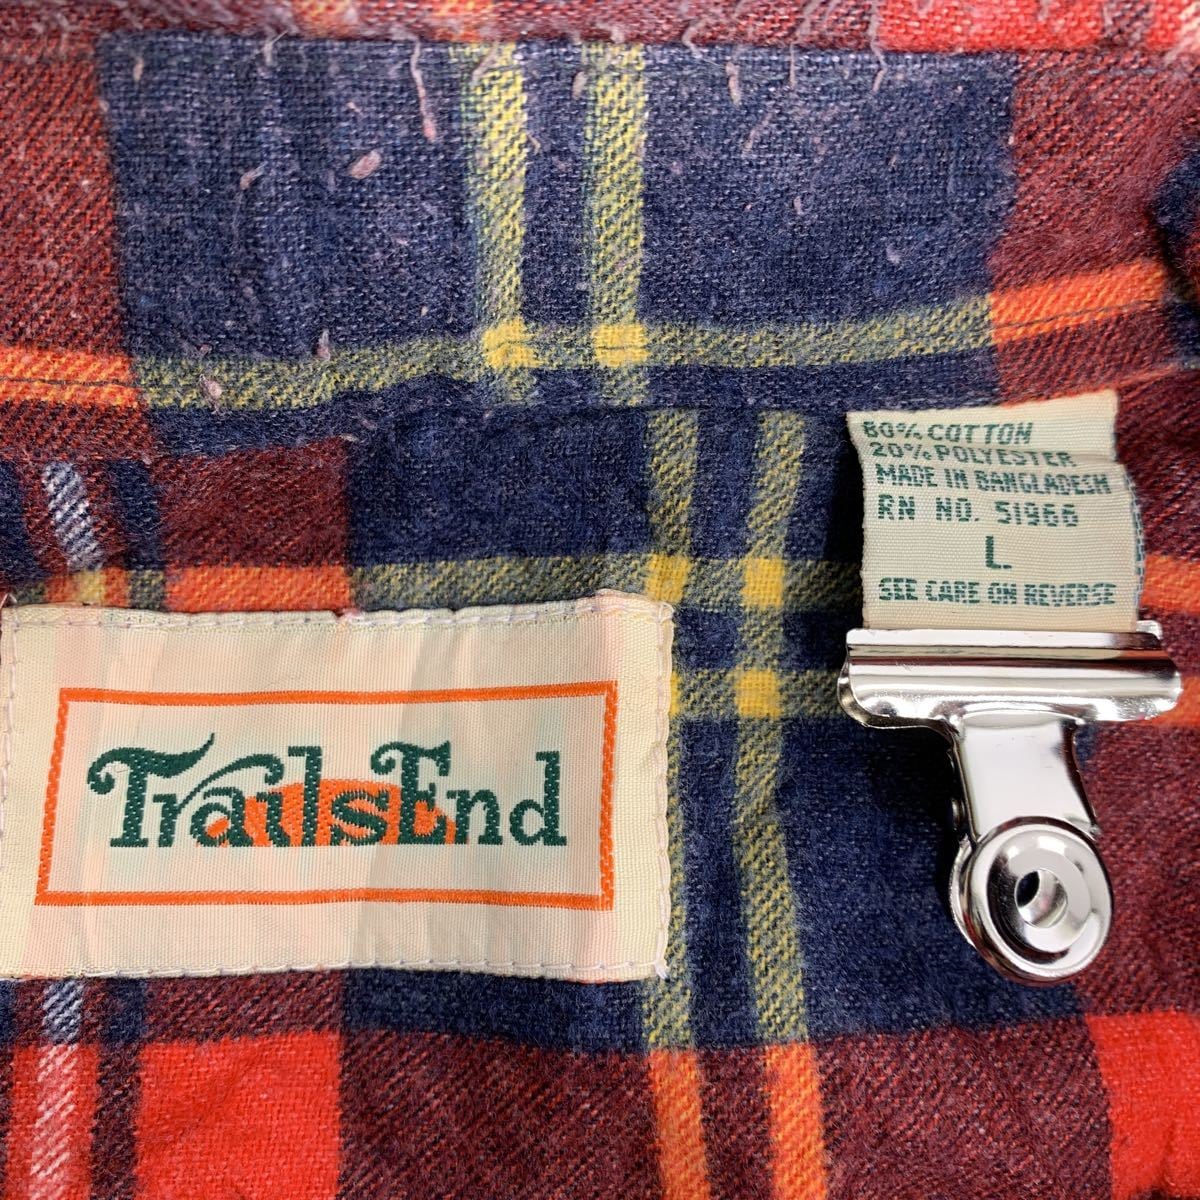 80% COTTON
20% POLYESTER
MADE IN BANGLADESH
RN NO. 51966
L
SEE CARE ON REVERSE
TrailsEnd